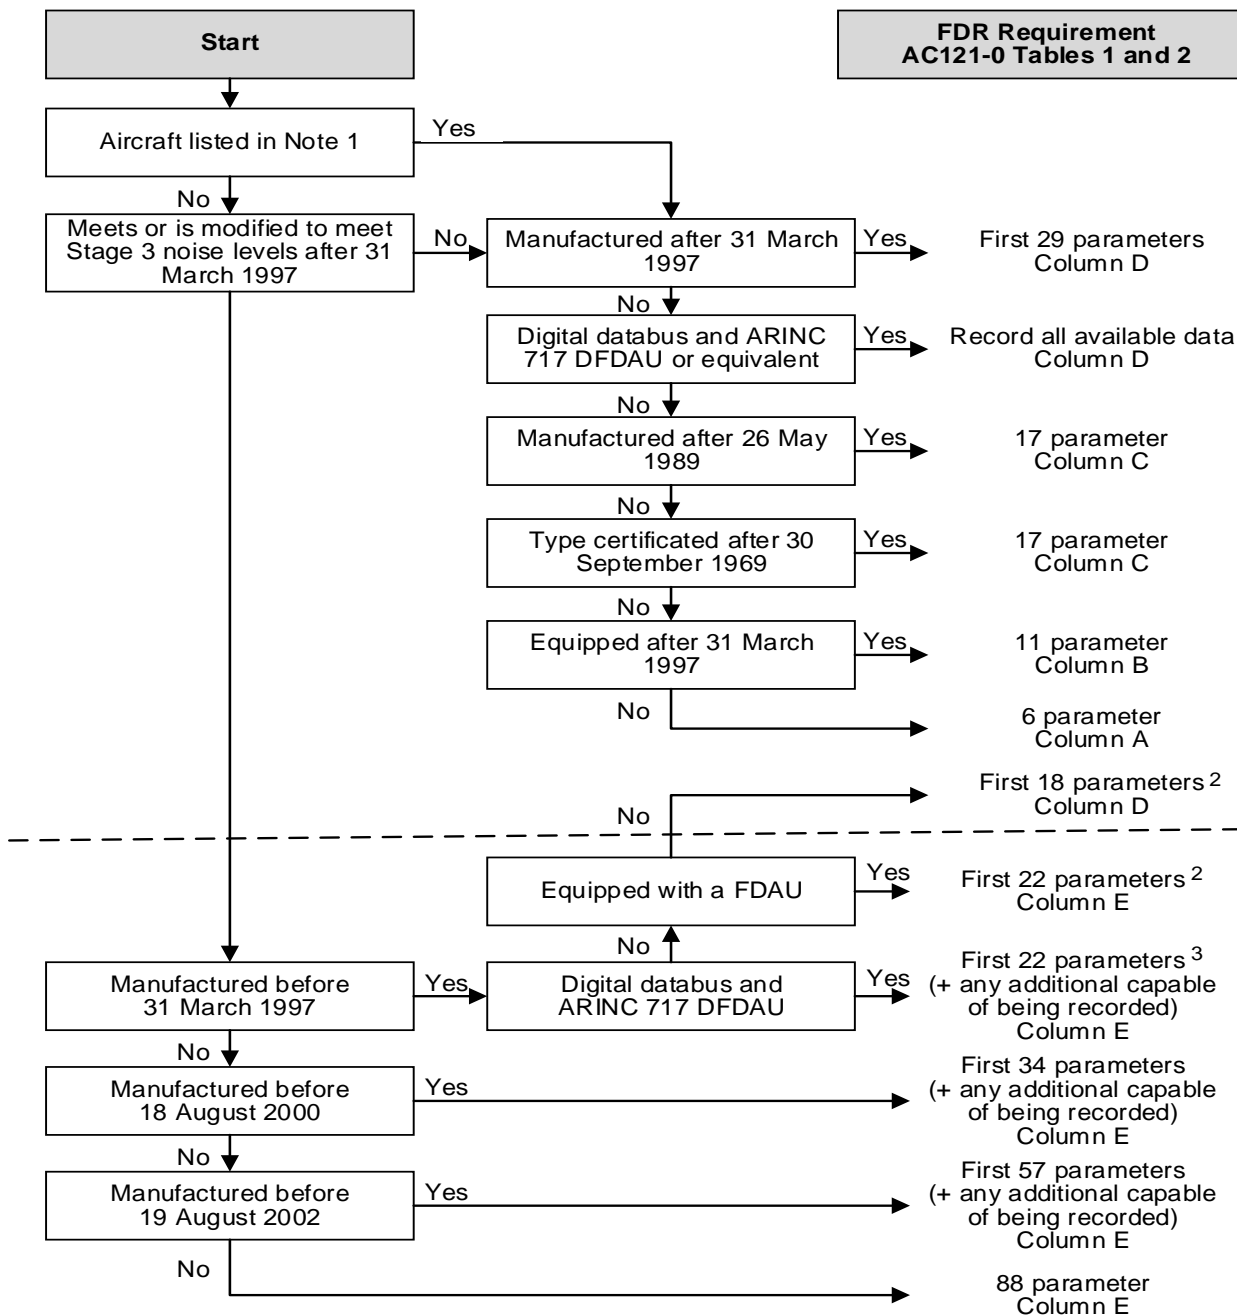 Start
FDR Requirement
AC121-0 Tables 1 and 2
Aircraft listed in Note 1
Yes
No
Meets or is modified to meet
Stage 3 noise levels after 31
March 1997
No
Manufactured after 31 March
1997
Yes
First 29 parameters
Column D
No
Digital databus and ARINC
717 DFDAU or equivalent
Yes
Record all available data
Column D
No
Manufactured after 26 May
1989
Yes
17 parameter
Column C
No
Type certificated after 30
September 1969
Yes
17 parameter
Column C
No
Equipped after 31 March
1997
Yes
11 parameter
Column B
No
6 parameter
Column A
First 18 parameters 2
Column D
No
Equipped with a FDAU
Yes
First 22 parameters 2
Column E
No
Manufactured before
31 March 1997
Yes
Digital databus and
ARINC 717 DFDAU
Yes
First 22 parameters 3
(+ any additional capable
of being recorded)
Column E
No
Manufactured before
18 August 2000
Yes
First 34 parameters
(+ any additional capable
of being recorded)
Column E
No
Manufactured before
19 August 2002
Yes
First 57 parameters
(+ any additional capable
of being recorded)
Column E
No
88 parameter
Column E